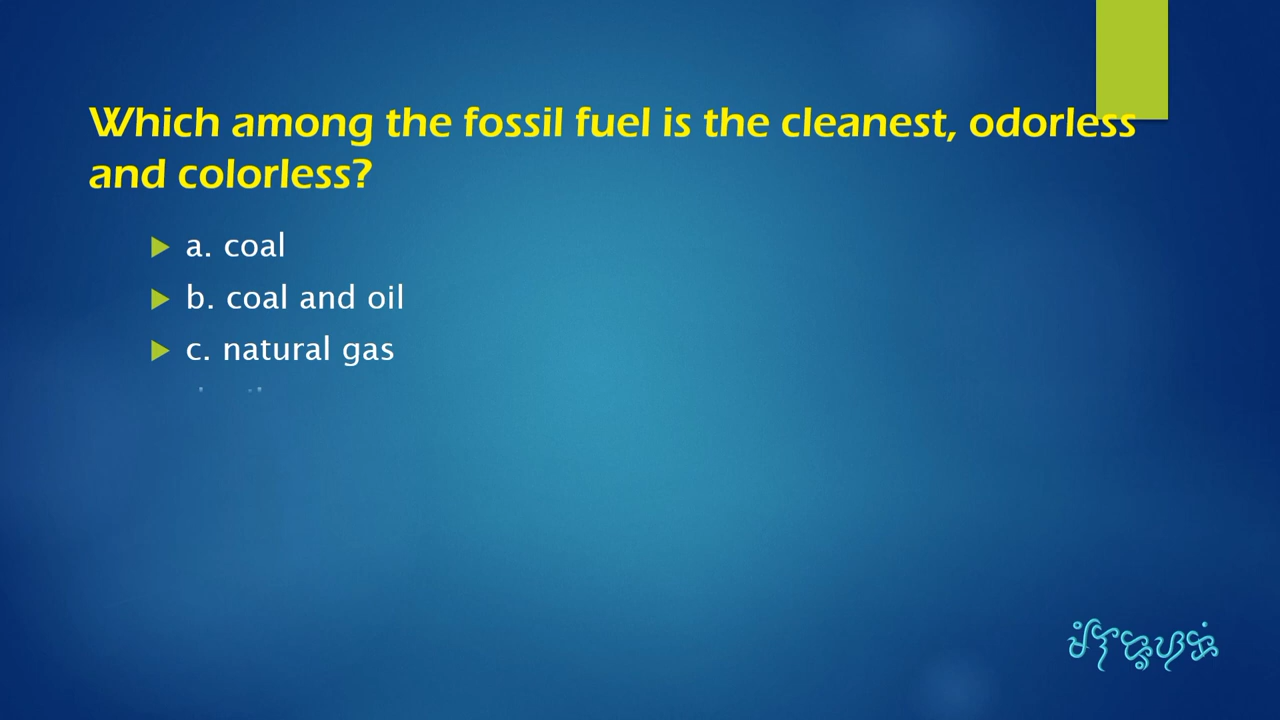 Which among the fossil fuel is the cleanest, odorless
and colorless?
a. coal
b. coal and oil
c. natural gas